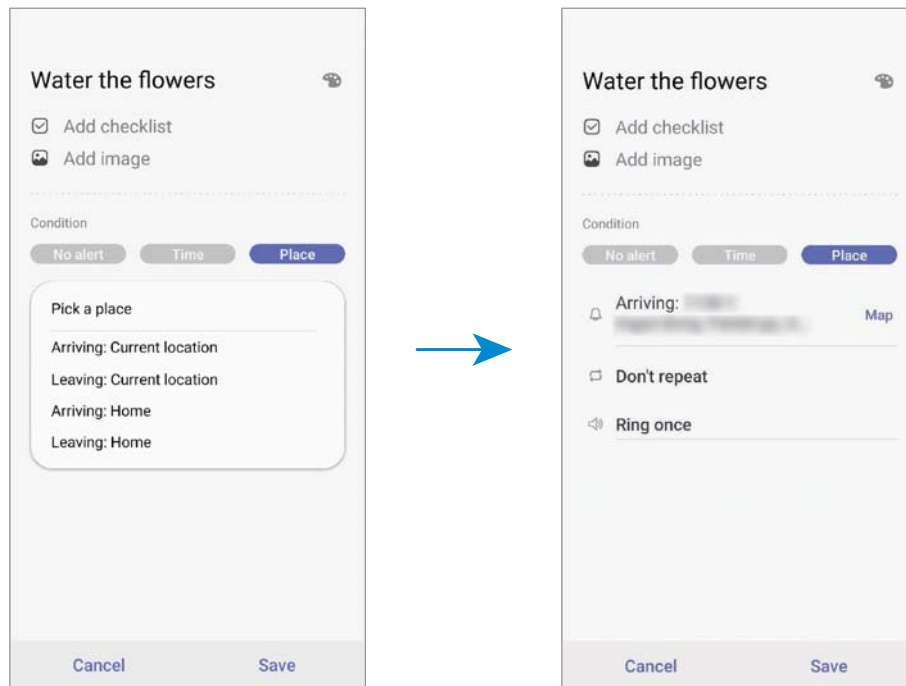 Water the flowers
Add checklist
Add image
Condition
No alert Time Place
Pick a place
Arriving: Current location
Leaving: Current location
Arriving: Home
Leaving: Home
Cancel Save
Water the flowers
Add checklist
Add image
Condition
No alert Time Place
Arriving:
Map
Don't repeat
Ring once
Cancel Save